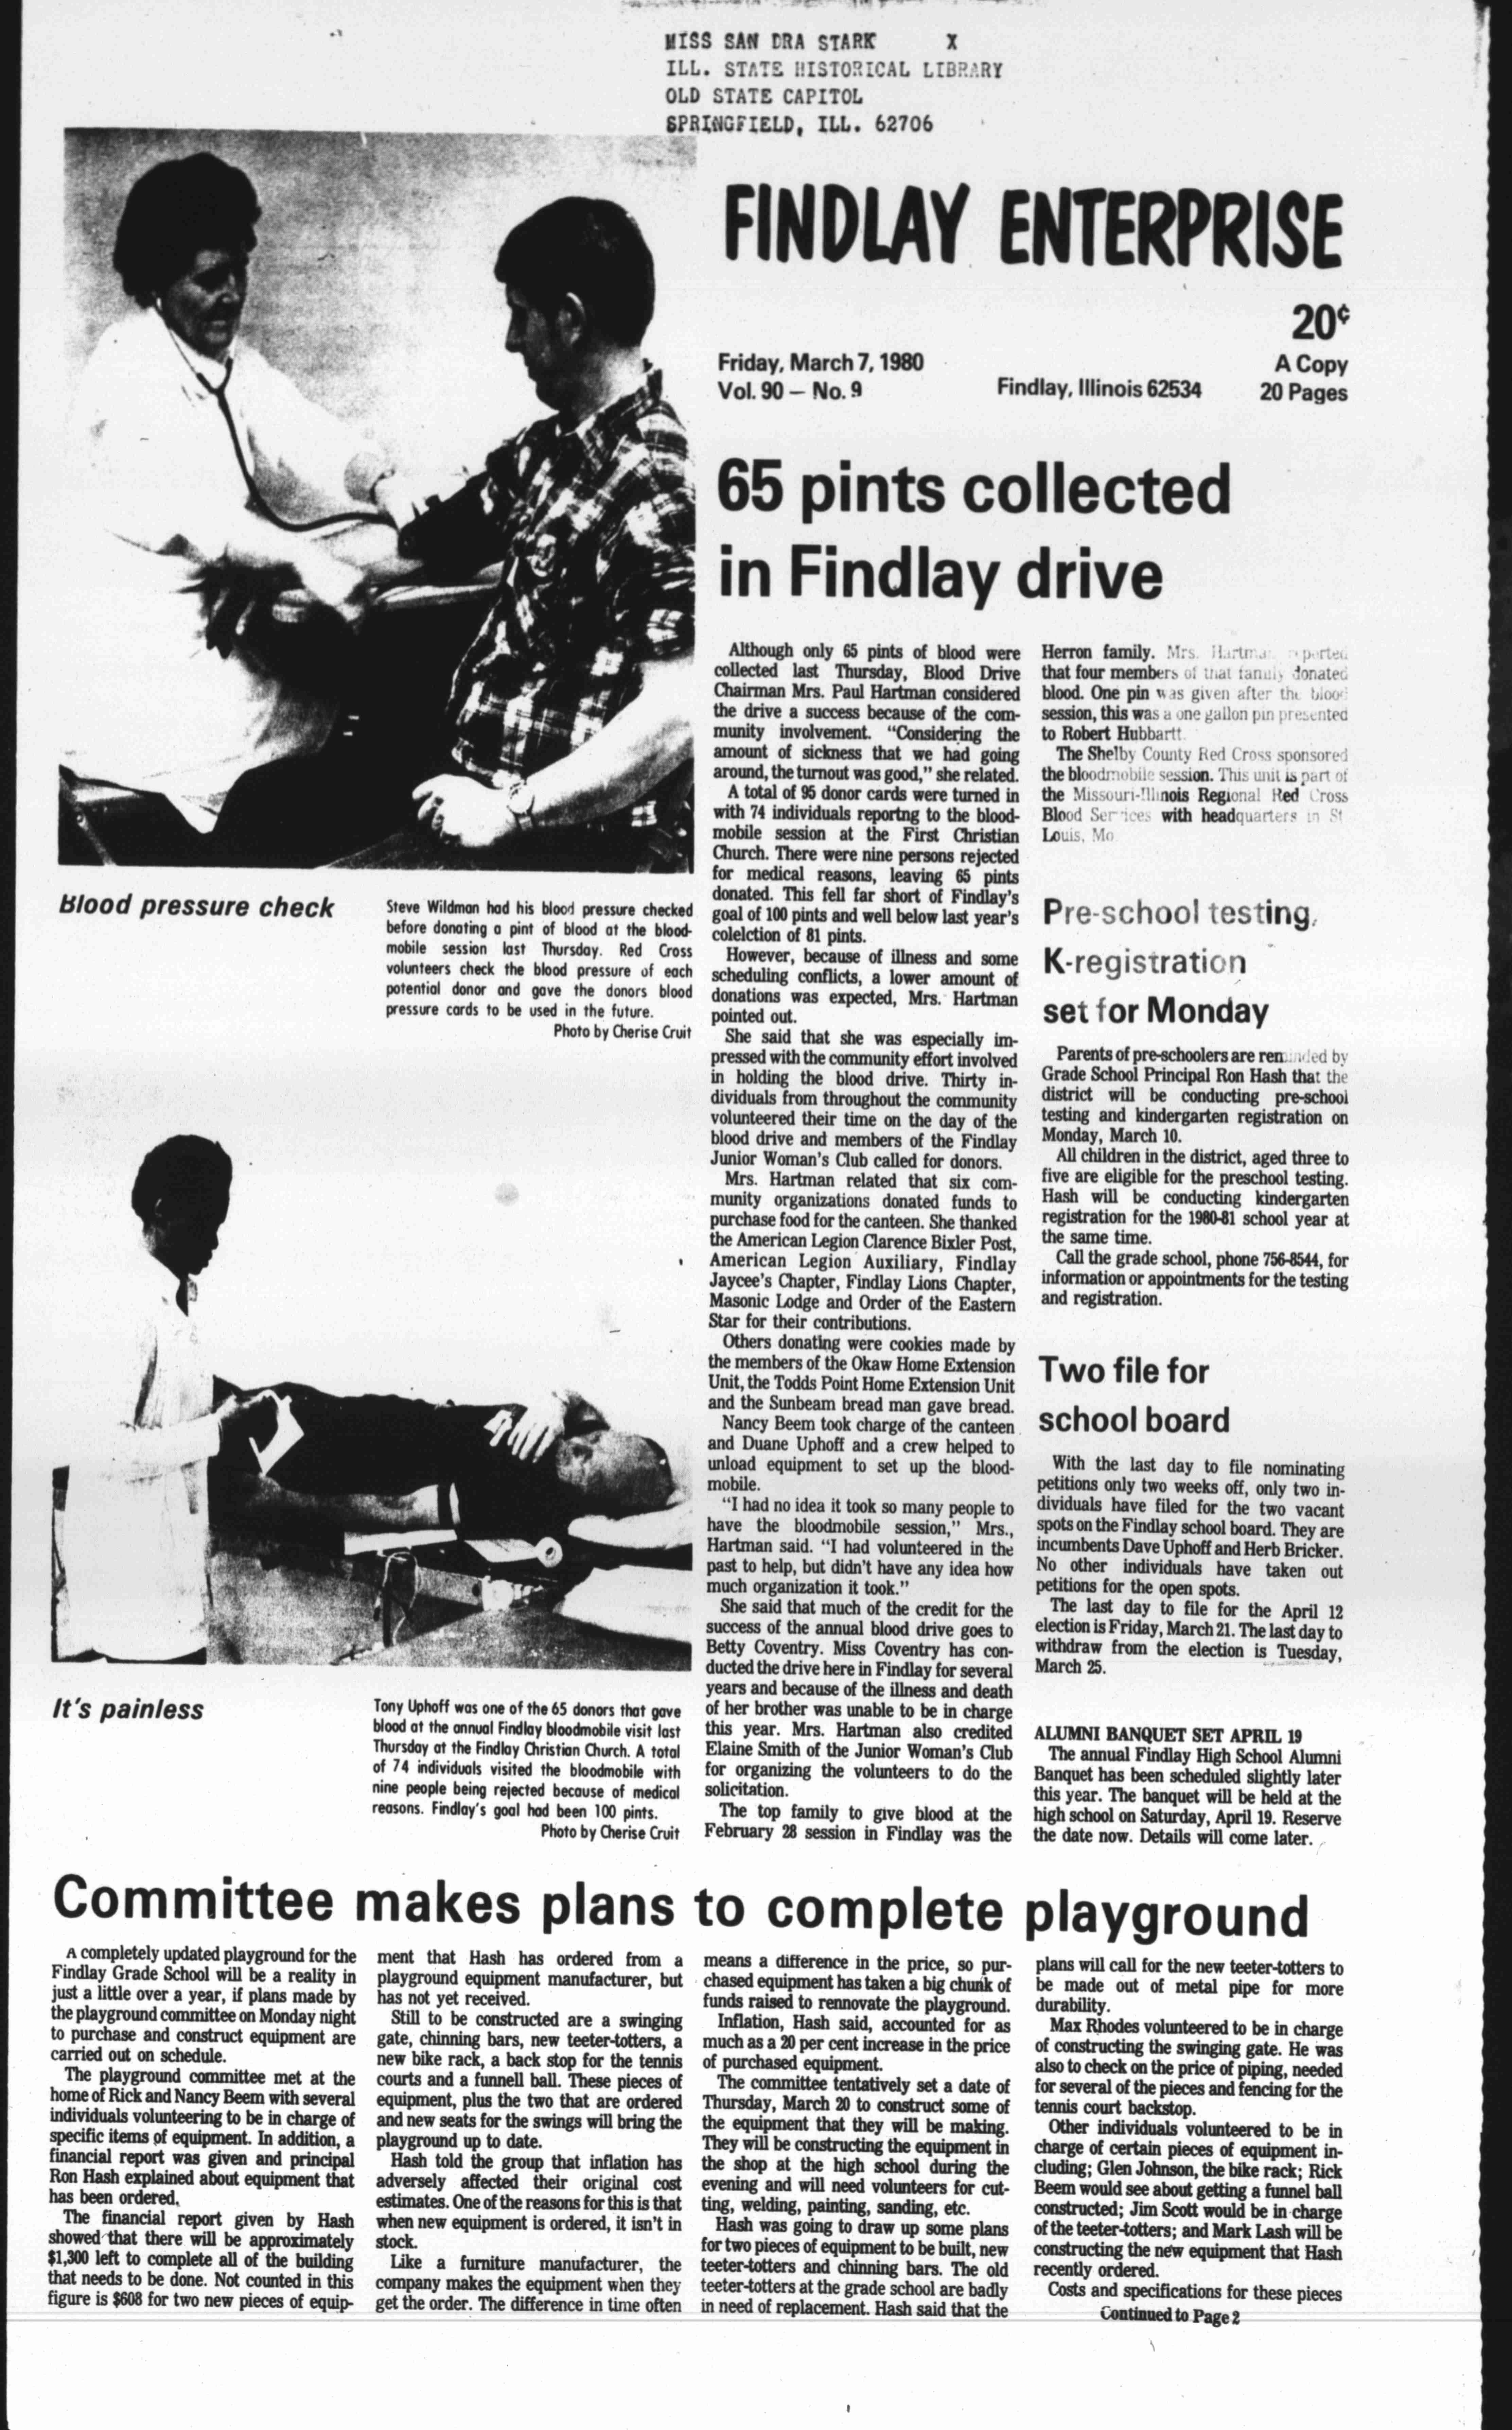 MISS SAN DRA STARK X
ILL. STATE HISTORICAL LIBRARY
OLD STATE CAPITOL
SPRINGFIELD, ILL. 62706
FINDLAY ENTERPRISE
20¢
A Copy
20 Pages
Friday, March 7, 1980
Vol. 90 — No. 9
Findlay, Illinois 62534
Blood pressure check
Steve Wildman had his blood pressure checked
before donating a pint of blood at the blood-
mobile session last Thursday. Red Cross
volunteers check the blood pressure of each
potential donor and gave the donors blood
pressure cards to be used in the future.
Photo by Cherise Cruit
It's painless
Tony Uphoff was one of the 65 donors that gave
blood at the annual Findlay bloodmobile visit last
Thursday at the Findlay Christian Church. A total
of 74 individuals visited the bloodmobile with
nine people being rejected because of medical
reasons. Findlay's goal had been 100 pints.
Photo by Cherise Cruit
65 pints collected
in Findlay drive
Although only 65 pints of blood were
collected last Thursday, Blood Drive
Chairman Mrs. Paul Hartman considered
the drive a success because of the com-
munity involvement. "Considering the
amount of sickness that we had going
around, the turnout was good," she related.
A total of 95 donor cards were turned in
with 74 individuals reportng to the blood-
mobile session at the First Christian
Church. There were nine persons rejected
for medical reasons, leaving 65 pints
donated. This fell far short of Findlay's
goal of 100 pints and well below last year's
colelction of 81 pints.
However, because of illness and some
scheduling conflicts, a lower amount of
donations was expected, Mrs. Hartman
pointed out.
She said that she was especially im-
pressed with the community effort involved
in holding the blood drive. Thirty in-
dividuals from throughout the community
volunteered their time on the day of the
blood drive and members of the Findlay
Junior Woman's Club called for donors.
Mrs. Hartman related that six com-
munity organizations donated funds to
purchase food for the canteen. She thanked
the American Legion Clarence Bixler Post,
American Legion Auxiliary, Findlay
Jaycee's Chapter, Findlay Lions Chapter,
Masonic Lodge and Order of the Eastern
Star for their contributions.
Others donating were cookies made by
the members of the Okaw Home Extension
Unit, the Todds Point Home Extension Unit
and the Sunbeam bread man gave bread.
Nancy Beem took charge of the canteen
and Duane Uphoff and a crew helped to
unload equipment to set up the blood-
mobile.
"I had no idea it took so many people to
have the bloodmobile session," Mrs.,
Hartman said. "I had volunteered in the
past to help, but didn't have any idea how
much organization it took."
She said that much of the credit for the
success of the annual blood drive goes to
Betty Coventry. Miss Coventry has con-
ducted the drive here in Findlay for several
years and because of the illness and death
of her brother was unable to be in charge
this year. Mrs. Hartman also credited
Elaine Smith of the Junior Woman's Club
for organizing the volunteers to do the
solicitation.
The top family to give blood at the
February 28 session in Findlay was the
Herron family. Mrs.
that four members of that family donated
blood. One pin was given after the blood
session, this was a one gallon pin presented
to Robert Hubbartt.
The Shelby County Red Cross sponsored
the bloodmobile session. This unit is part of
the Missouri-Illinois Regional Red Cross
Blood Services with headquarters in St
Louis, Mo
Pre-school testing,
K-registration
set for Monday
Parents of pre-schoolers are reminded by
Grade School Principal Ron Hash that the
district will be conducting pre-school
testing and kindergarten registration on
Monday, March 10.
All children in the district, aged three to
five are eligible for the preschool testing.
Hash will be conducting kindergarten
registration for the 1980-81 school year at
the same time.
Call the grade school, phone 756-8544, for
information or appointments for the testing
and registration.
Two file for
school board
With the last day to file nominating
petitions only two weeks off, only two in-
dividuals have filed for the two vacant
spots on the Findlay school board. They are
incumbents Dave Uphoff and Herb Bricker.
No other individuals have taken out
petitions for the open spots.
The last day to file for the April 12
election is Friday, March 21. The last day to
withdraw from the election is Tuesday,
March 25.
ALUMNI BANQUET SET APRIL 19
The annual Findlay High School Alumni
Banquet has been scheduled slightly later
this year. The banquet will be held at the
high school on Saturday, April 19. Reserve
the date now. Details will come later.
Committee makes plans to complete playground
A completely updated playground for the
Findlay Grade School will be a reality in
just a little over a year, if plans made by
the playground committee on Monday night
to purchase and construct equipment are
carried out on schedule.
The playground committee met at the
home of Rick and Nancy Beem with several
individuals volunteering to be in charge of
specific items of equipment. In addition, a
financial report was given and principal
Ron Hash explained about equipment that
has been ordered.
The financial report given by Hash
showed that there will be approximately
$1,300 left to complete all of the building
that needs to be done. Not counted in this
figure is $608 for two new pieces of equip-
ment that Hash has ordered from a
playground equipment manufacturer, but
has not yet received.
Still to be constructed are a swinging
gate, chinning bars, new teeter-totters, a
new bike rack, a back stop for the tennis
courts and a funnell ball. These pieces of
equipment, plus the two that are ordered
and new seats for the swings will bring the
playground up to date.
Hash told the group that inflation has
adversely affected their original cost
estimates. One of the reasons for this is that
when new equipment is ordered, it isn't in
stock.
Like a furniture manufacturer, the
company makes the equipment when they
get the order. The difference in time often
means a difference in the price, so pur-
chased equipment has taken a big chunk of
funds raised to rennovate the playground.
Inflation, Hash said, accounted for as
much as a 20 per cent increase in the price
of purchased equipment.
The committee tentatively set a date of
Thursday, March 20 to construct some of
the equipment that they will be making.
They will be constructing the equipment in
the shop at the high school during the
evening and will need volunteers for cut-
ting, welding, painting, sanding, etc.
Hash was going to draw up some plans
for two pieces of equipment to be built, new
teeter-totters and chinning bars. The old
teeter-totters at the grade school are badly
in need of replacement. Hash said that the
plans will call for the new teeter-totters to
be made out of metal pipe for more
durability.
Max Rhodes volunteered to be in charge
of constructing the swinging gate. He was
also to check on the price of piping, needed
for several of the pieces and fencing for the
tennis court backstop.
Other individuals volunteered to be in
charge of certain pieces of equipment in-
cluding; Glen Johnson, the bike rack; Rick
Beem would see about getting a funnel ball
constructed; Jim Scott would be in charge
of the teeter-totters; and Mark Lash will be
constructing the new equipment that Hash
recently ordered.
Costs and specifications for these pieces
Continued to Page 2